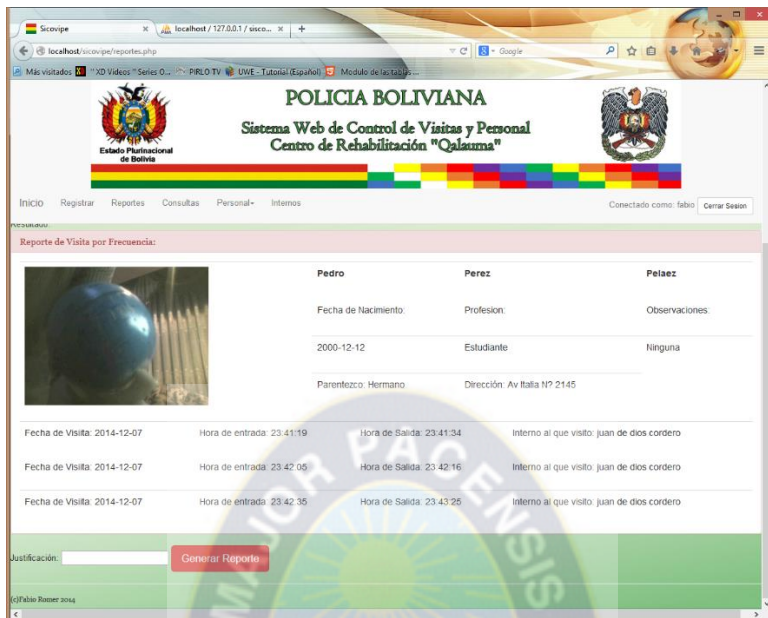 Sicovipe
localhost / 127.0.0.1 / sisco...
localhost/sicovipe/reportes.php
Google
Más visitados "XD Videos " Series O... PIRLO TV UWE - Tutorial (Español) Modulo de las tablas ...
POLICIA BOLIVIANA
Sistema Web de Control de Visitas y Personal
Centro de Rehabilitación "Qalauma"
Estado Plurinacional
de Bolivia
Inicio Registrar Reportes Consultas Personal Internos Conectado como: fabio Cerrar Sesion
Resultado:
Reporte de Visita por Frecuencia:
Pedro Perez Pelaez
Fecha de Nacimiento: Profesion: Observaciones:
2000-12-12 Estudiante Ninguna
Parentezco: Hermano Dirección: Av Italia N? 2145
Fecha de Visiita: 2014-12-07 Hora de entrada: 23:41:19 Hora de Salida: 23:41:34 Interno al que visito: juan de dios cordero
Fecha de Visiita: 2014-12-07 Hora de entrada: 23:42:05 Hora de Salida: 23:42:16 Interno al que visito: juan de dios cordero
Fecha de Visiita: 2014-12-07 Hora de entrada: 23:42:35 Hora de Salida: 23:43:25 Interno al que visito: juan de dios cordero
Justificación: Generar Reporte
(c)Fabio Romer 2014
MAJOR PACENSIS